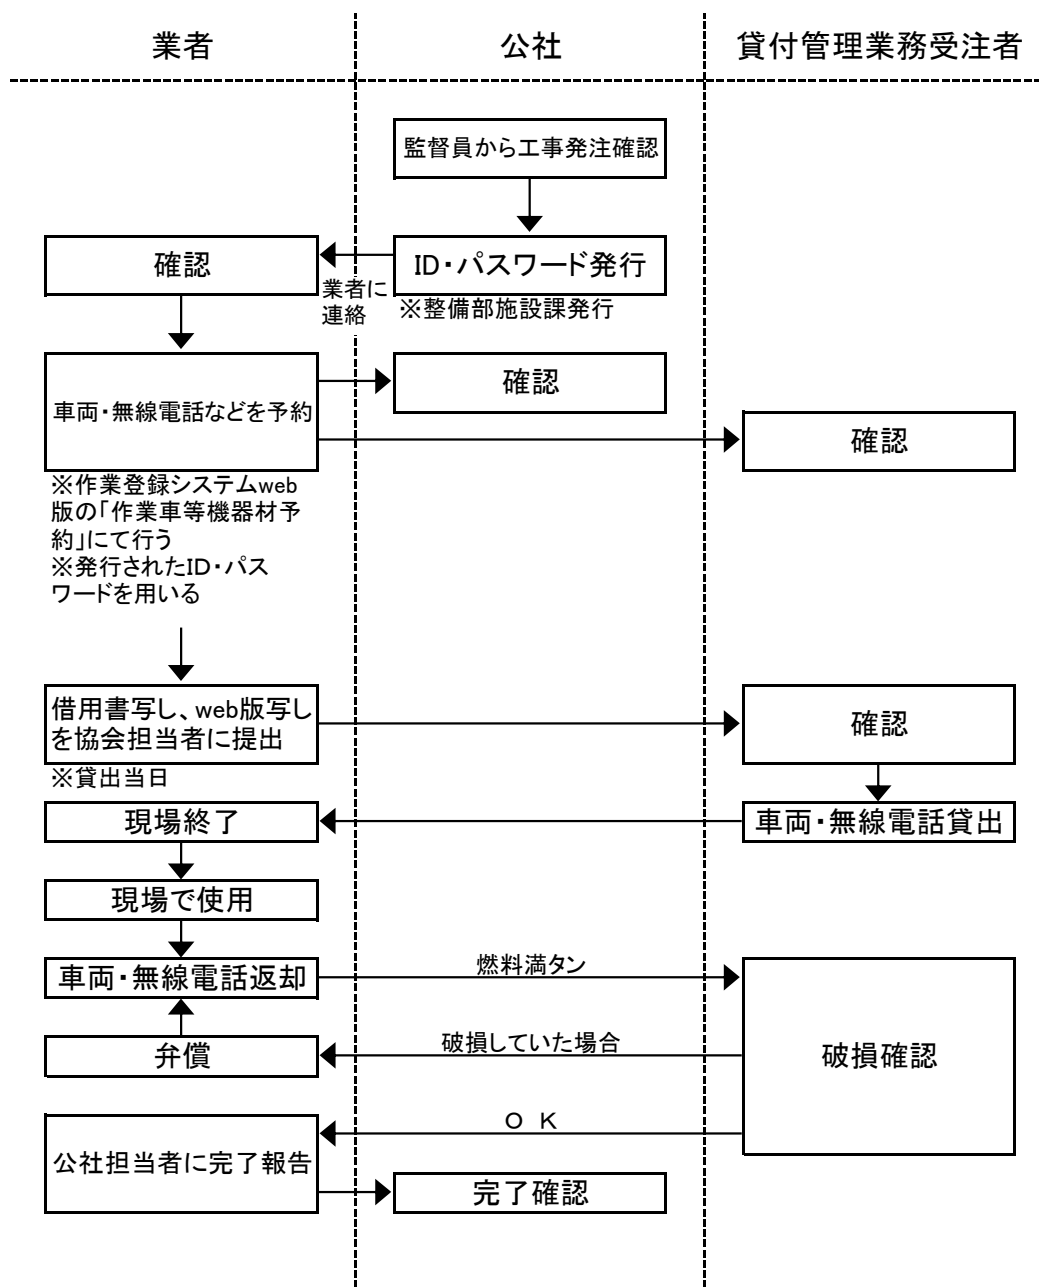 業者
公社
貸付管理業務受注者
監督員から工事発注確認
確認
ID・パスワード発行
業者に
連絡
※整備部施設課発行
車両・無線電話などを予約
確認
確認
※作業登録システムweb
版の「作業車等機器材予
約」にて行う
※発行されたID・パス
ワードを用いる
借用書写し、web版写し
を協会担当者に提出
確認
※貸出当日
現場終了
車両・無線電話貸出
現場で使用
車両・無線電話返却
燃料満タン
破損確認
弁償
破損していた場合
ＯＫ
公社担当者に完了報告
完了確認